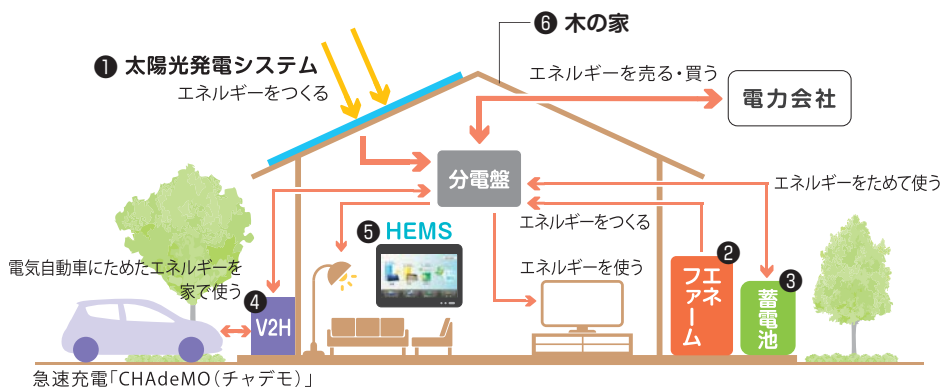 ❻ 木の家
❶ 太陽光発電システム
エネルギーをつくる
エネルギーを売る・買う
電力会社
分電盤
エネルギーをためて使う
エネルギーをつくる
❺ HEMS
電気自動車にためたエネルギーを
家で使う
エネルギーを使う
❷
エネ
ファーム
❸
蓄電池
❹
V2H
急速充電「CHAdeMO（チャデモ）」